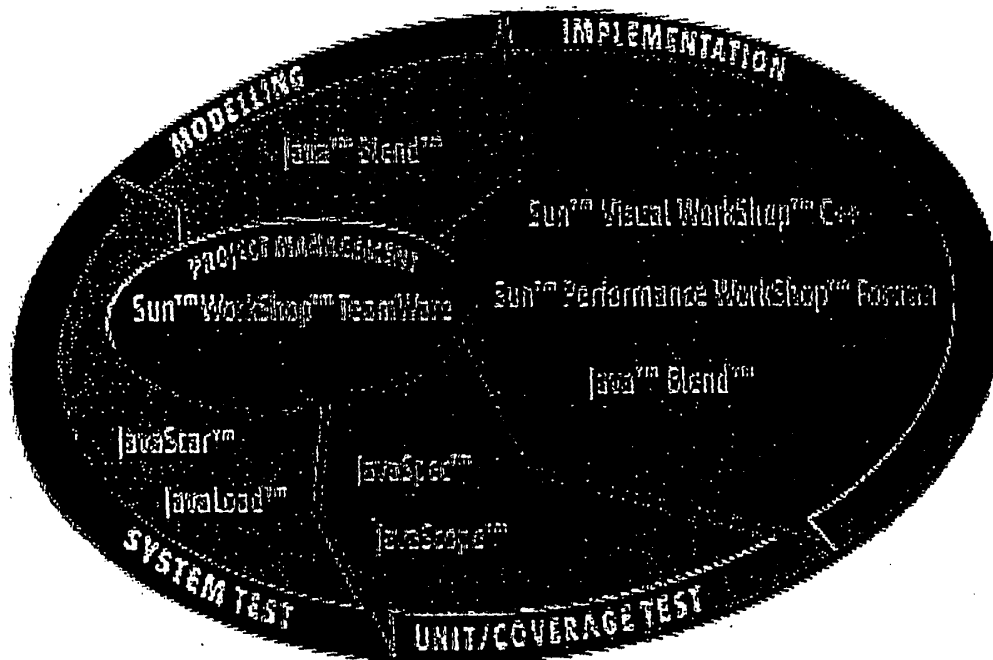 MODELLING
IMPLEMENTATION
Java™ Blend™
Sun™ Visual WorkShop™ C++
PROJECT MANAGEMENT
Sun™ WorkShop™ TeamWare
Sun™ Performance WorkShop™ Fortran
Java™ Blend™
JavaStar™
JavaLoad™
JavaSpec™
JavaScope™
SYSTEM TEST
UNIT/COVERAGE TEST